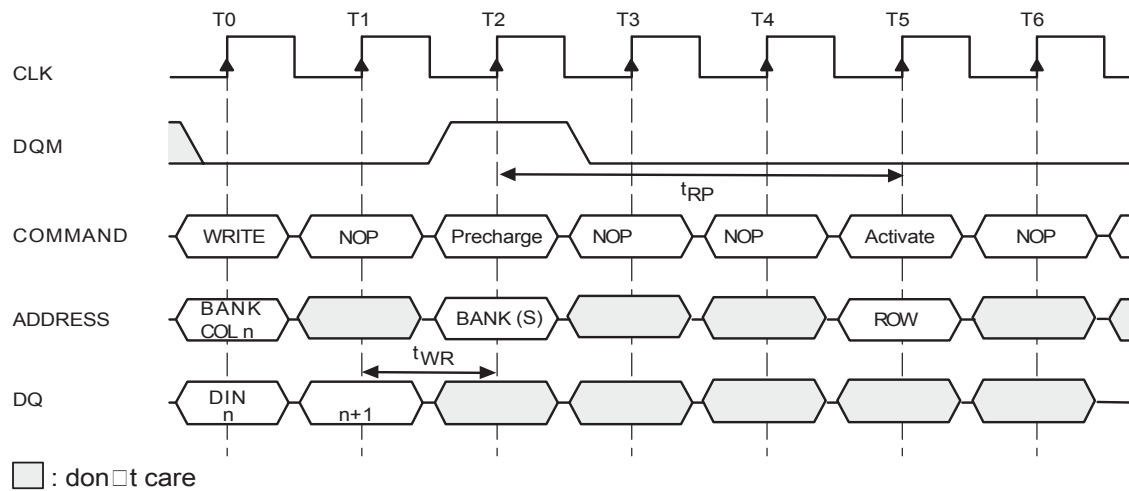 T0 T1 T2 T3 T4 T5 T6
CLK
DQM
tRP
COMMAND WRITE NOP Precharge NOP NOP Activate NOP
ADDRESS BANK COL n BANK (S) ROW
tWR
DQ DIN n n+1
: don□t care